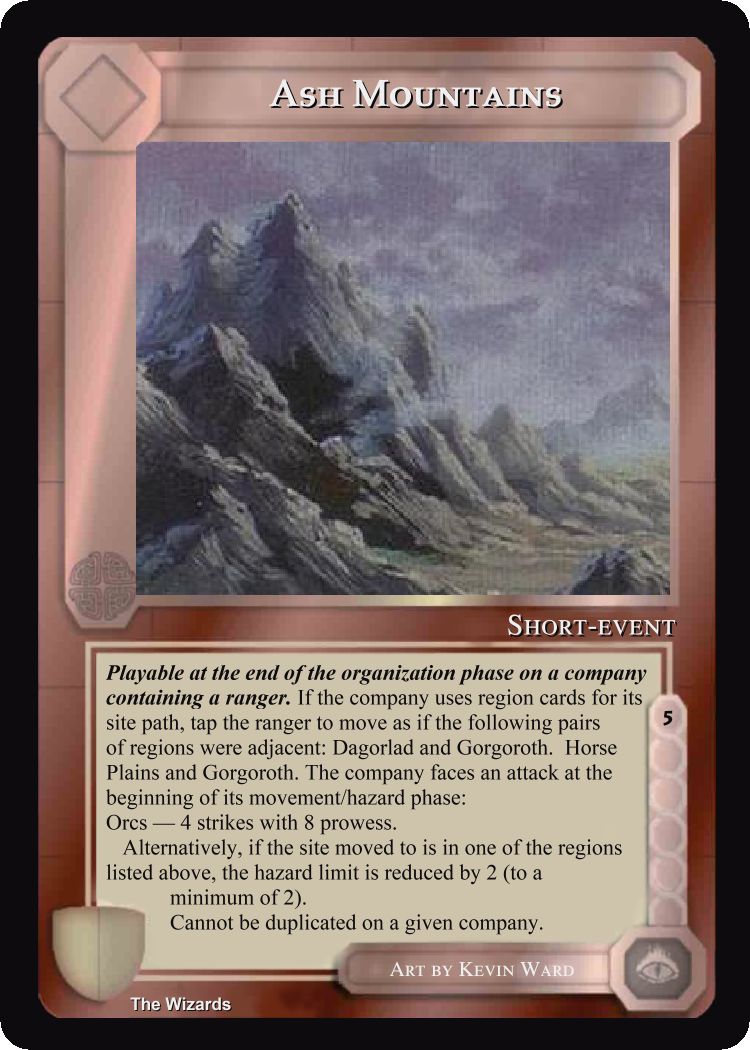 Ash Mountains
Short-event
Playable at the end of the organization phase on a company
containing a ranger. If the company uses region cards for its
site path, tap the ranger to move as if the following pairs
of regions were adjacent: Dagorlad and Gorgoroth.  Horse
Plains and Gorgoroth. The company faces an attack at the
beginning of its movement/hazard phase:
Orcs — 4 strikes with 8 prowess.
Alternatively, if the site moved to is in one of the regions
listed above, the hazard limit is reduced by 2 (to a
minimum of 2).
Cannot be duplicated on a given company.
5
Art by Kevin Ward
The Wizards